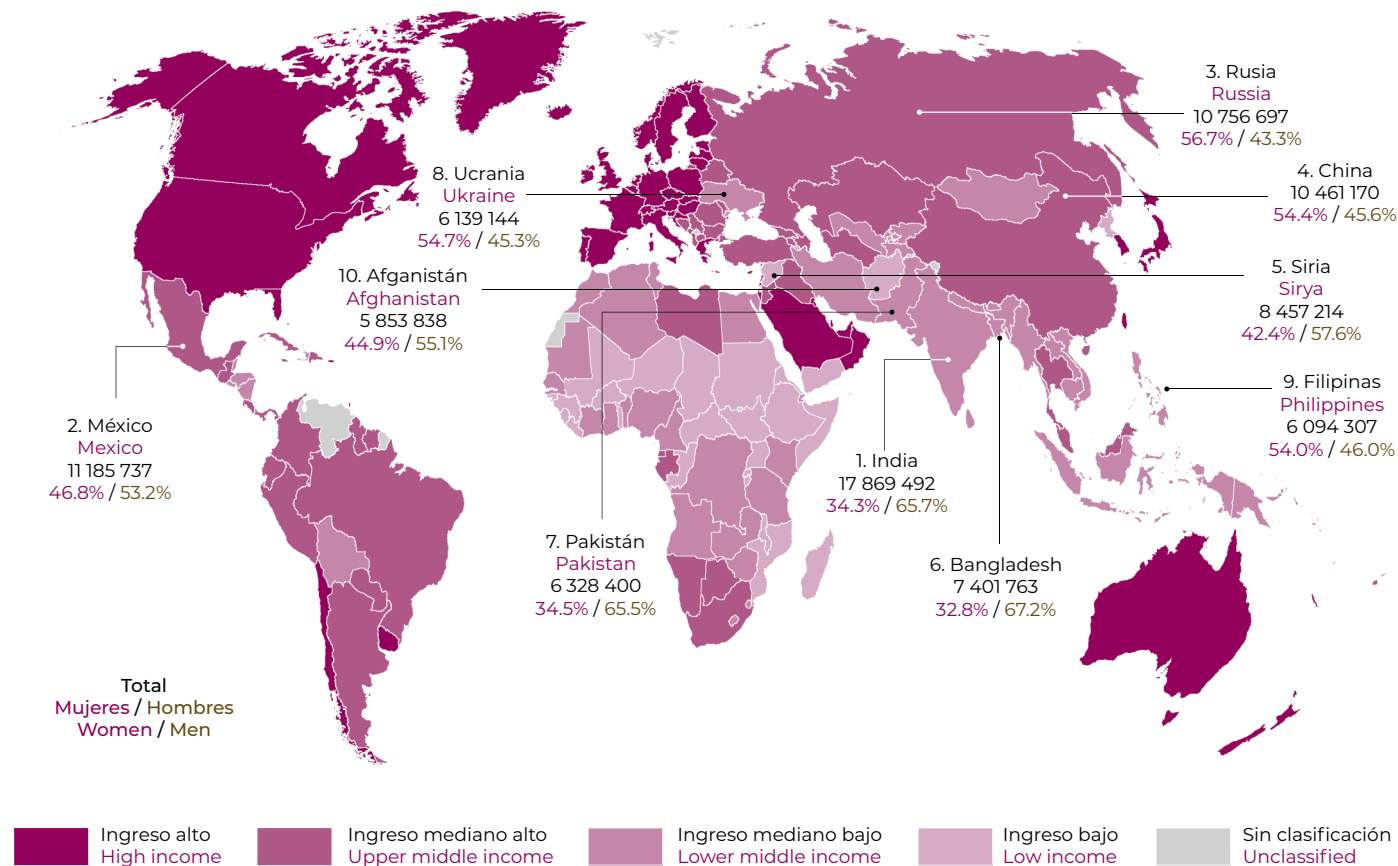 3. Rusia
Russia
10 756 697
56.7% / 43.3%
8. Ucrania
Ukraine
6 139 144
54.7% / 45.3%
4. China
10 461 170
54.4% / 45.6%
10. Afganistán
Afghanistan
5 853 838
44.9% / 55.1%
5. Siria
Sirya
8 457 214
42.4% / 57.6%
9. Filipinas
Philippines
6 094 307
54.0% / 46.0%
2. México
Mexico
11 185 737
46.8% / 53.2%
1. India
17 869 492
34.3% / 65.7%
7. Pakistán
Pakistan
6 328 400
34.5% / 65.5%
6. Bangladesh
7 401 763
32.8% / 67.2%
Total
Mujeres / Hombres
Women / Men
Ingreso alto
High income
Ingreso mediano alto
Upper middle income
Ingreso mediano bajo
Lower middle income
Ingreso bajo
Low income
Sin clasificación
Unclassified